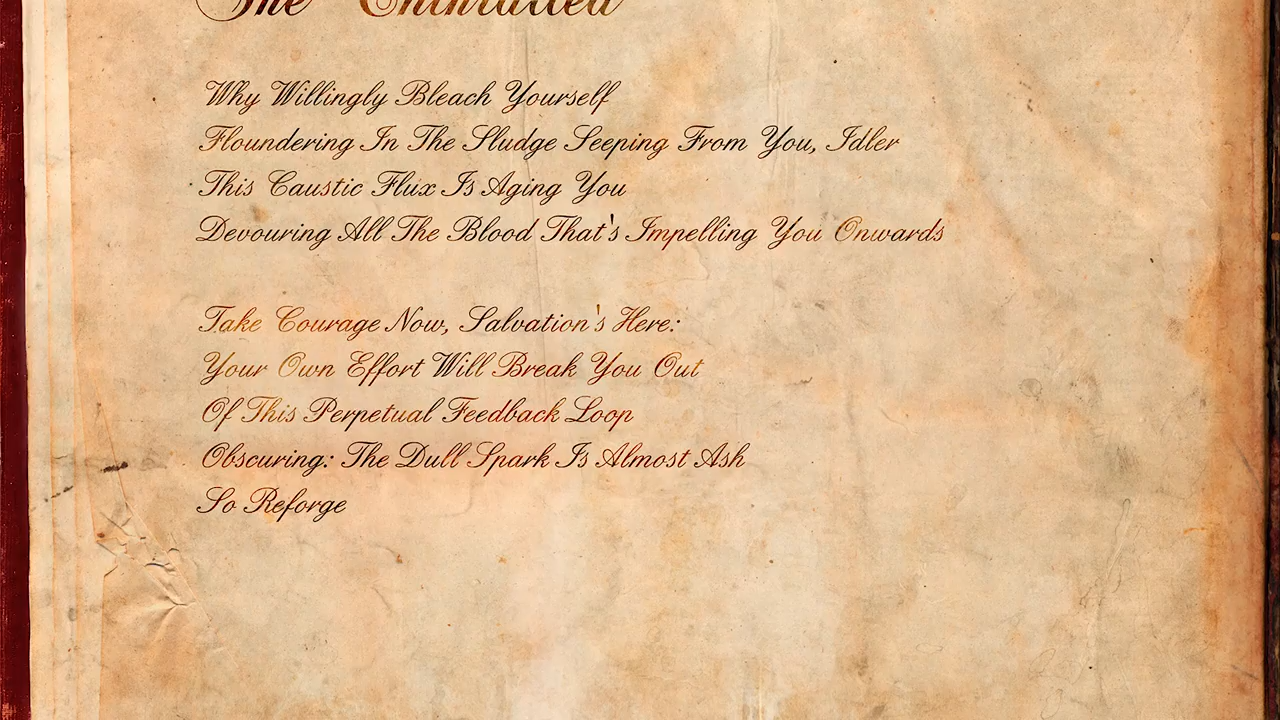 The Enthralled
Why Willingly Bleach Yourself
Floundering In The Sludge Seeping From You, Idler
This Caustic Flux Is Aging You
Devouring All The Blood That's Impelling You Onwards
Take Courage Now, Salvation's Here:
Your Own Effort Will Break You Out
Of This Perpetual Feedback Loop
Obscuring: The Dull Spark Is Almost Ash
So Reforge